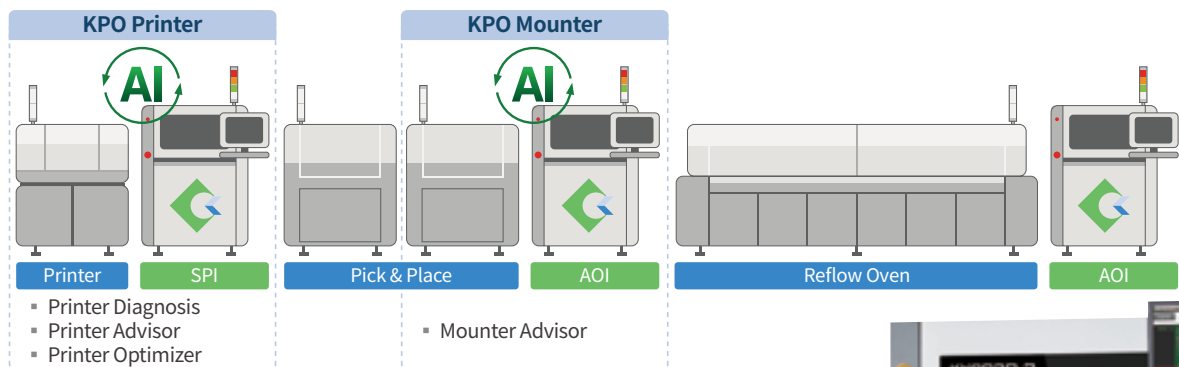 KPO Printer
KPO Mounter
AI
AI
Printer
SPI
Pick & Place
AOI
Reflow Oven
AOI
▪ Printer Diagnosis
▪ Printer Advisor
▪ Printer Optimizer
▪ Mounter Advisor